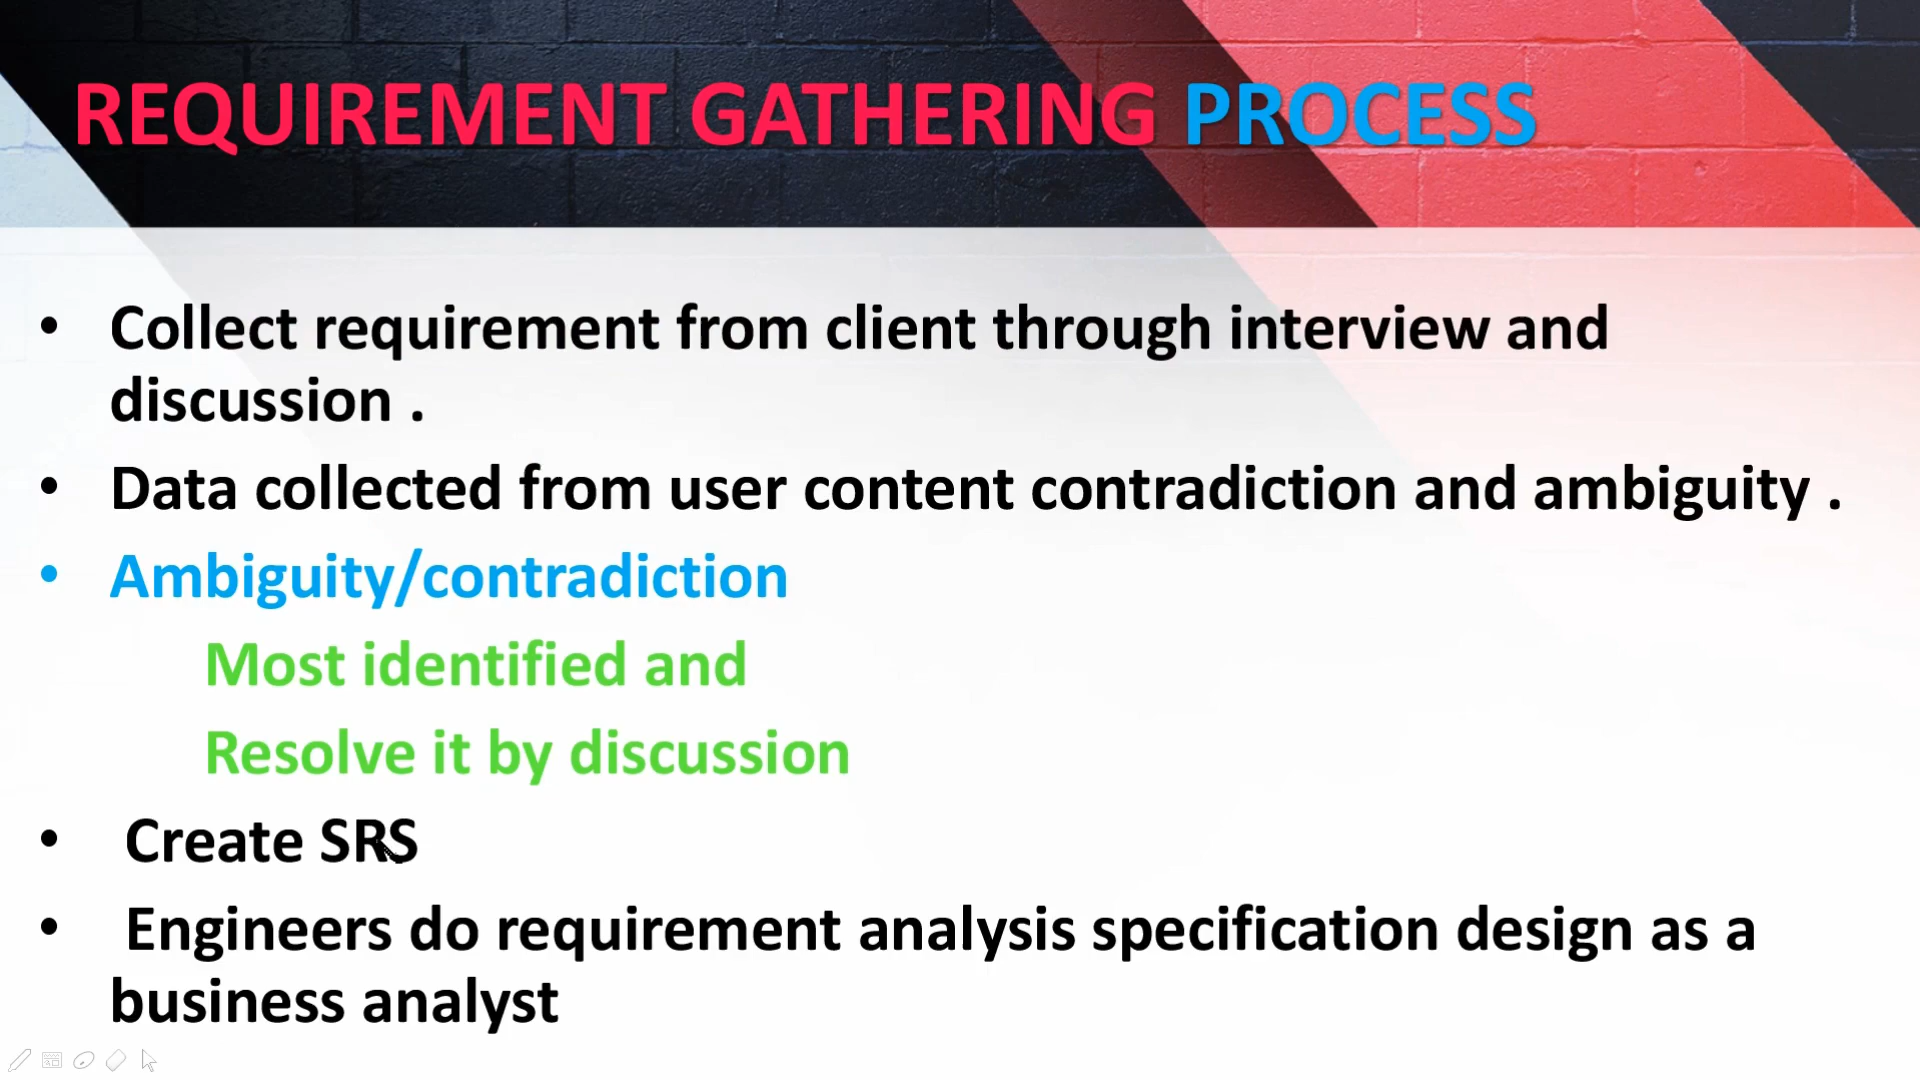 REQUIREMENT GATHERING PROCESS
• Collect requirement from client through interview and
discussion .
• Data collected from user content contradiction and ambiguity .
• Ambiguity/contradiction
Most identified and
Resolve it by discussion
• Create SRS
• Engineers do requirement analysis specification design as a
business analyst